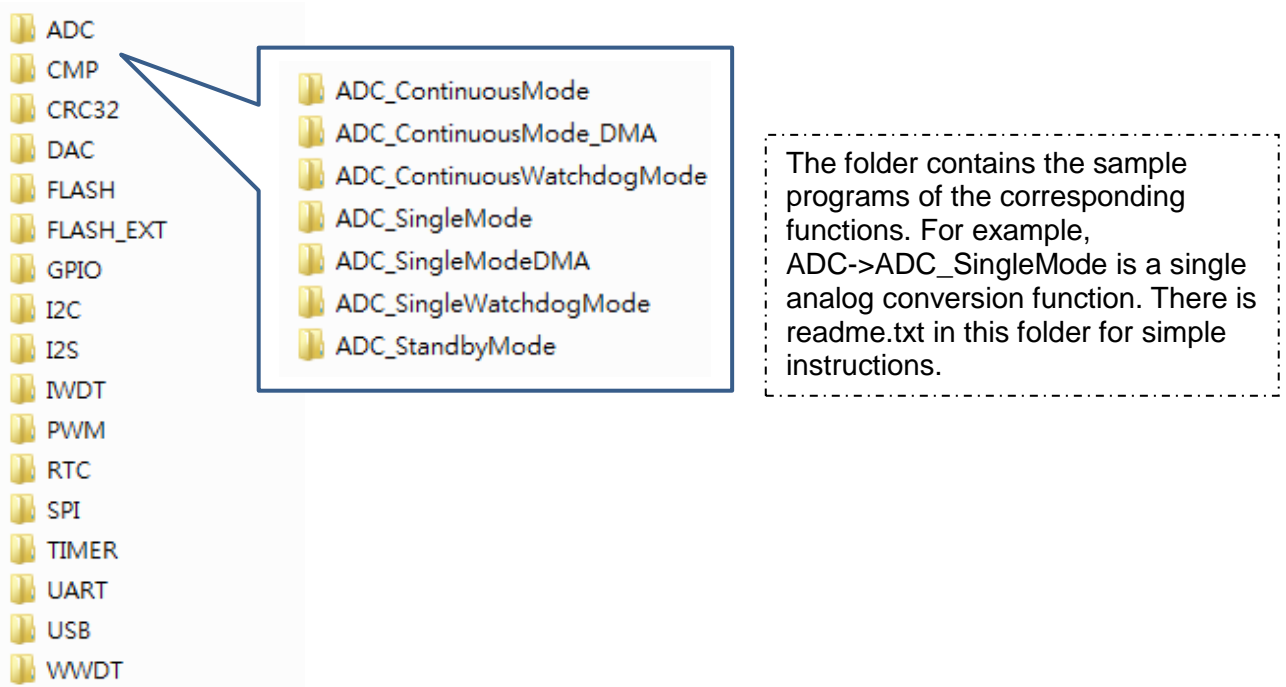 ADC
CMP
CRC32
DAC
FLASH
FLASH_EXT
GPIO
I2C
I2S
IWDT
PWM
RTC
SPI
TIMER
UART
USB
WWDT
ADC_ContinuousMode
ADC_ContinuousMode_DMA
ADC_ContinuousWatchdogMode
ADC_SingleMode
ADC_SingleModeDMA
ADC_SingleWatchdogMode
ADC_StandbyMode
The folder contains the sample
programs of the corresponding
functions. For example,
ADC->ADC_SingleMode is a single
analog conversion function. There is
readme.txt in this folder for simple
instructions.